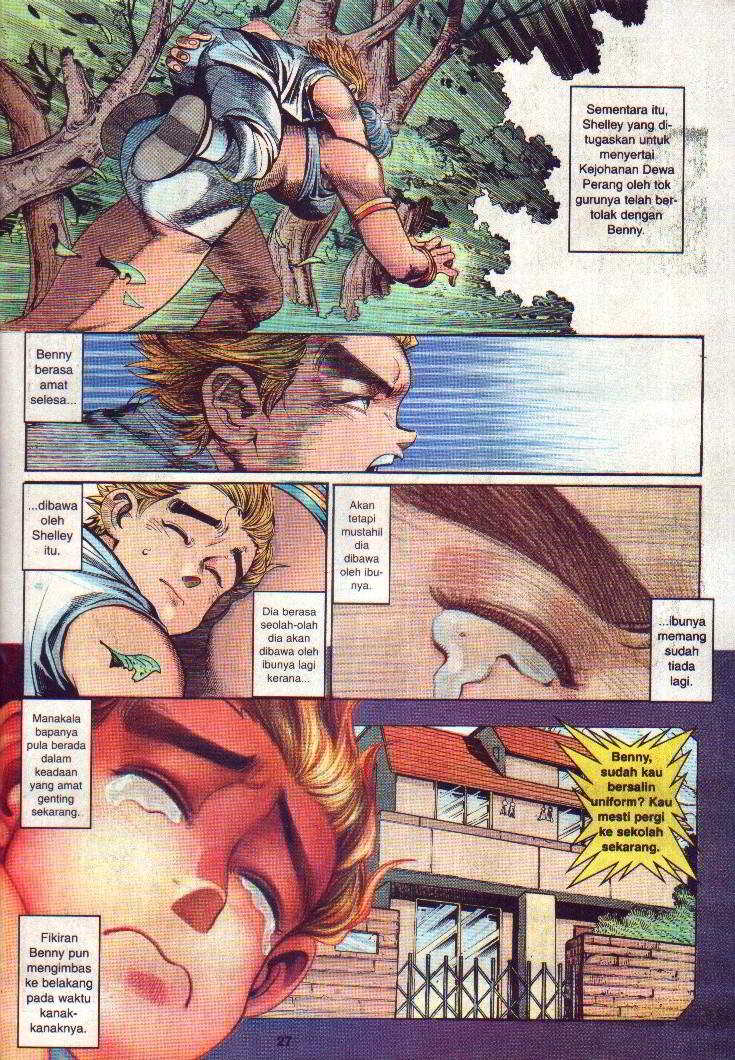 Sementara itu,
Shelley yang di-
tugaskan untuk
menyertai
Kejohanan Dewa
Perang oleh tok
gurunya telah ber-
tolak dengan
Benny.
Benny
berasa
amat
selesa...
...dibawa
oleh
Shelley
itu.
Dia berasa
seolah-olah
dia akan
dibawa oleh
ibunya lagi
kerana...
Akan
tetapi
mustahil
dia
dibawa
oleh ibu-
nya.
...ibunya
memang
sudah
tiada
lagi.
Manakala
bapanya
pula berada
dalam
keadaan
yang amat
genting
sekarang.
Benny,
sudah kau
bersalin
uniform? Kau
mesti pergi
ke sekolah
sekarang.
Fikiran
Benny pun
mengimbas
ke belakang
pada waktu
kanak-
kanaknya.
27